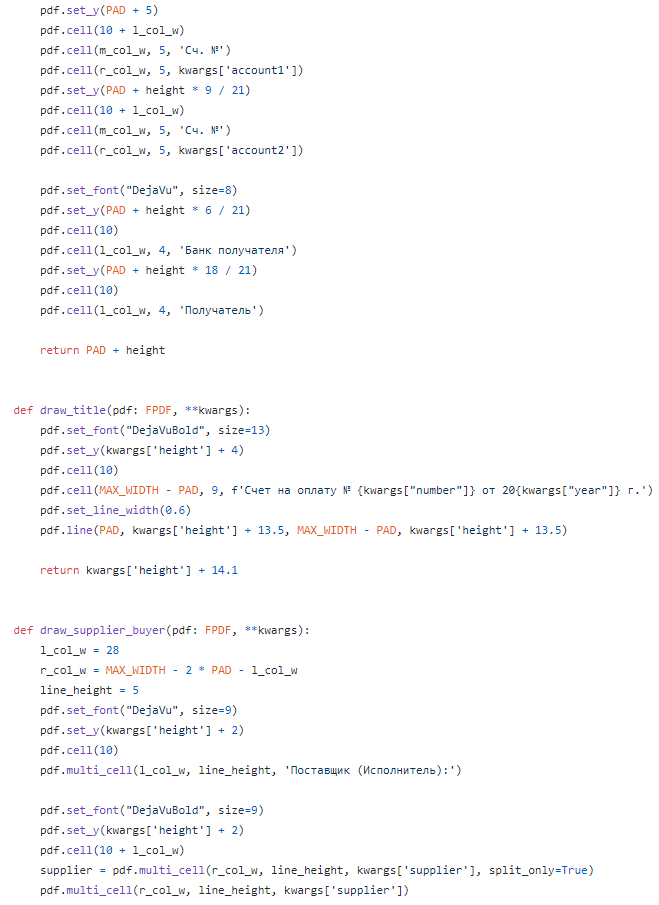 pdf.set_y(PAD + 5)
    pdf.cell(10 + l_col_w)
    pdf.cell(m_col_w, 5, 'Сч. №')
    pdf.cell(r_col_w, 5, kwargs['account1'])
    pdf.set_y(PAD + height * 9 / 21)
    pdf.cell(10 + l_col_w)
    pdf.cell(m_col_w, 5, 'Сч. №')
    pdf.cell(r_col_w, 5, kwargs['account2'])

    pdf.set_font("DejaVu", size=8)
    pdf.set_y(PAD + height * 6 / 21)
    pdf.cell(10)
    pdf.cell(l_col_w, 4, 'Банк получателя')
    pdf.set_y(PAD + height * 18 / 21)
    pdf.cell(10)
    pdf.cell(l_col_w, 4, 'Получатель')

    return PAD + height


def draw_title(pdf: FPDF, **kwargs):
    pdf.set_font("DejaVuBold", size=13)
    pdf.set_y(kwargs['height'] + 4)
    pdf.cell(10)
    pdf.cell(MAX_WIDTH - PAD, 9, f'Счет на оплату № {kwargs["number"]} от 20{kwargs["year"]} г.')
    pdf.set_line_width(0.6)
    pdf.line(PAD, kwargs['height'] + 13.5, MAX_WIDTH - PAD, kwargs['height'] + 13.5)

    return kwargs['height'] + 14.1


def draw_supplier_buyer(pdf: FPDF, **kwargs):
    l_col_w = 28
    r_col_w = MAX_WIDTH - 2 * PAD - l_col_w
    line_height = 5
    pdf.set_font("DejaVu", size=9)
    pdf.set_y(kwargs['height'] + 2)
    pdf.cell(10)
    pdf.multi_cell(l_col_w, line_height, 'Поставщик (Исполнитель):')

    pdf.set_font("DejaVuBold", size=9)
    pdf.set_y(kwargs['height'] + 2)
    pdf.cell(10 + l_col_w)
    supplier = pdf.multi_cell(r_col_w, line_height, kwargs['supplier'], split_only=True)
    pdf.multi_cell(r_col_w, line_height, kwargs['supplier'])